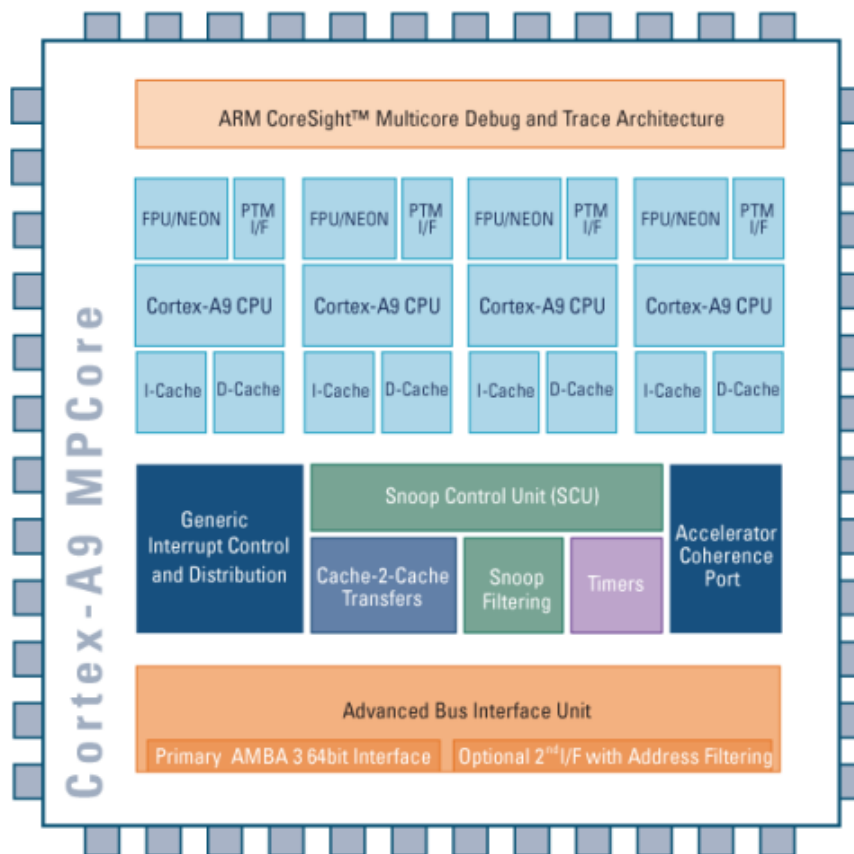 Cortex-A9 MPCore
ARM CoreSight™ Multicore Debug and Trace Architecture
FPU/NEON
PTM
I/F
FPU/NEON
PTM
I/F
FPU/NEON
PTM
I/F
FPU/NEON
PTM
I/F
Cortex-A9 CPU
Cortex-A9 CPU
Cortex-A9 CPU
Cortex-A9 CPU
I-Cache
D-Cache
I-Cache
D-Cache
I-Cache
D-Cache
I-Cache
D-Cache
Generic
Interrupt Control
and Distribution
Snoop Control Unit (SCU)
Cache-2-Cache
Transfers
Snoop
Filtering
Timers
Accelerator
Coherence
Port
Advanced Bus Interface Unit
Primary AMBA 3 64bit Interface
Optional 2nd I/F with Address Filtering